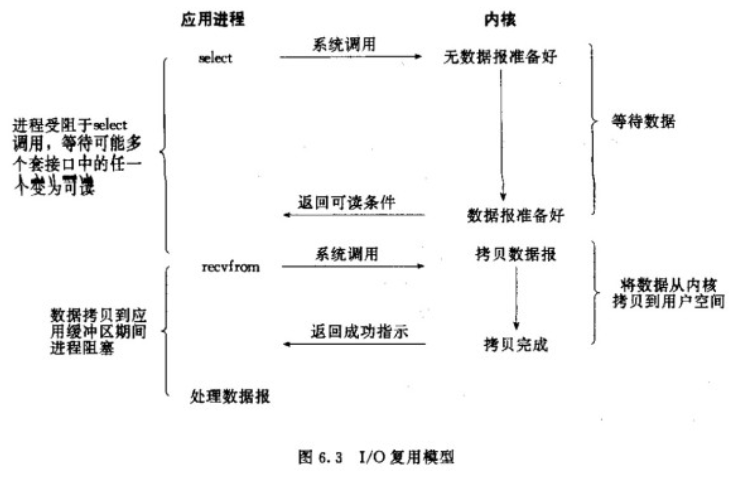 应用进程
内核
select
系统调用
无数据报准备好
进程受阻于select
调用，等待可能多
个套接口中的任一
个变为可读
等待数据
返回可读条件
数据报准备好
recvfrom
系统调用
拷贝数据报
数据拷贝到应
用缓冲区期间
进程阻塞
将数据从内核
拷贝到用户空间
返回成功指示
拷贝完成
处理数据报
图 6.3 I/O 复用模型